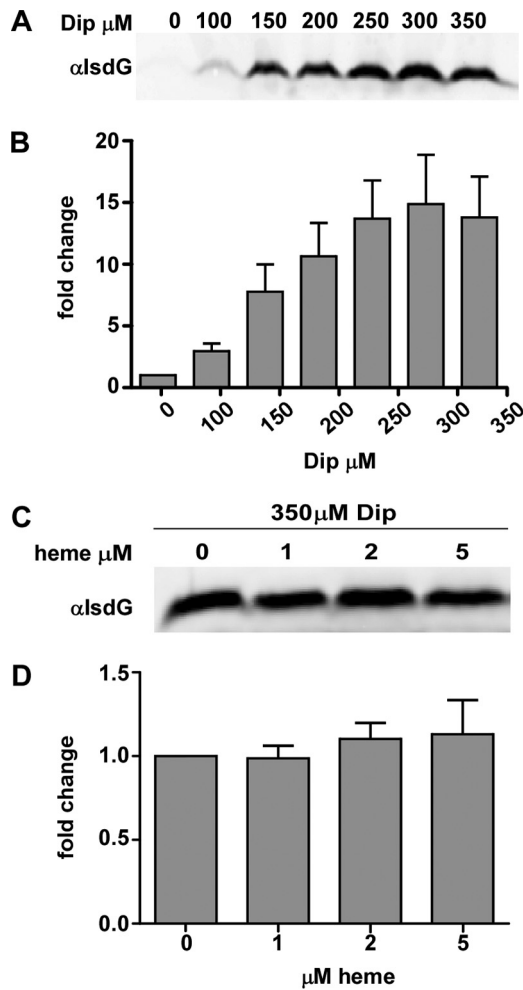 A
Dip μM 0 100 150 200 250 300 350
αIsdG
B
fold change
20
15
10
5
0
0 100 150 200 250 300 350
Dip μM
C
350μM Dip
heme μM 0 1 2 5
αIsdG
D
fold change
1.5
1.0
0.5
0.0
0 1 2 5
μM heme